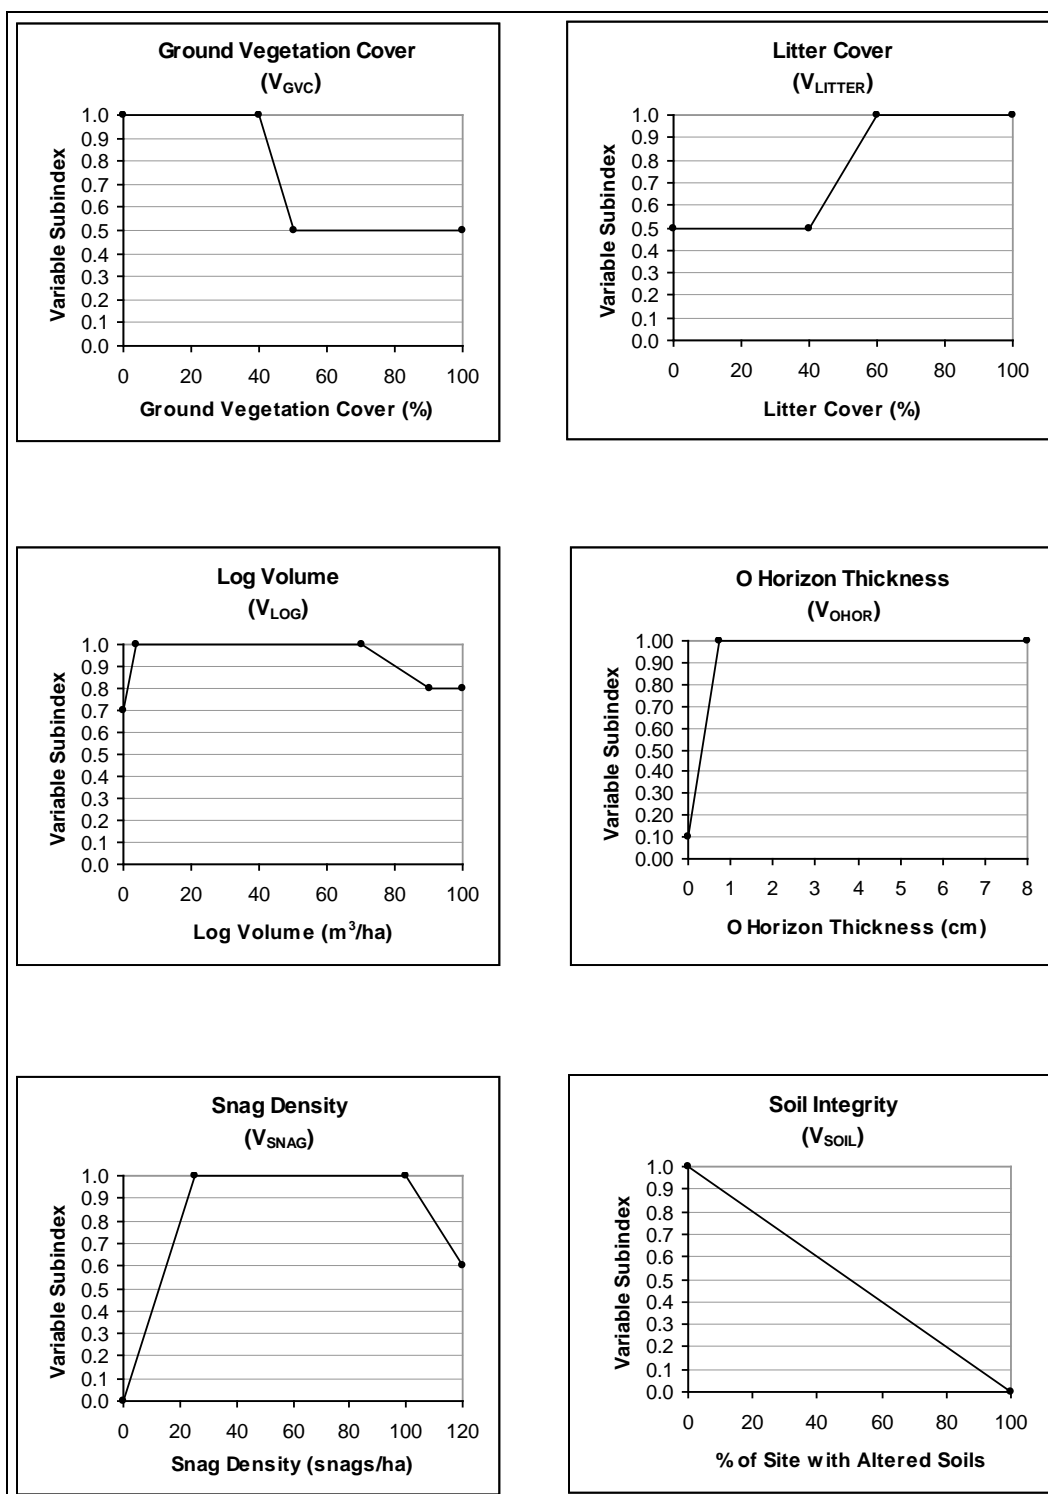 Ground Vegetation Cover
(V_GVC)
1.0
0.9
0.8
0.7
0.6
0.5
0.4
0.3
0.2
0.1
0.0
Variable Subindex
0 20 40 60 80 100
Ground Vegetation Cover (%)
Litter Cover
(V_LITTER)
1.0
0.9
0.8
0.7
0.6
0.5
0.4
0.3
0.2
0.1
0.0
Variable Subindex
0 20 40 60 80 100
Litter Cover (%)
Log Volume
(V_LOG)
1.0
0.9
0.8
0.7
0.6
0.5
0.4
0.3
0.2
0.1
0.0
Variable Subindex
0 20 40 60 80 100
Log Volume (m³/ha)
O Horizon Thickness
(V_OHOR)
1.00
0.90
0.80
0.70
0.60
0.50
0.40
0.30
0.20
0.10
0.00
Variable Subindex
0 1 2 3 4 5 6 7 8
O Horizon Thickness (cm)
Snag Density
(V_SNAG)
1.0
0.9
0.8
0.7
0.6
0.5
0.4
0.3
0.2
0.1
0.0
Variable Subindex
0 20 40 60 80 100 120
Snag Density (snags/ha)
Soil Integrity
(V_SOIL)
1.0
0.9
0.8
0.7
0.6
0.5
0.4
0.3
0.2
0.1
0.0
Variable Subindex
0 20 40 60 80 100
% of Site with Altered Soils